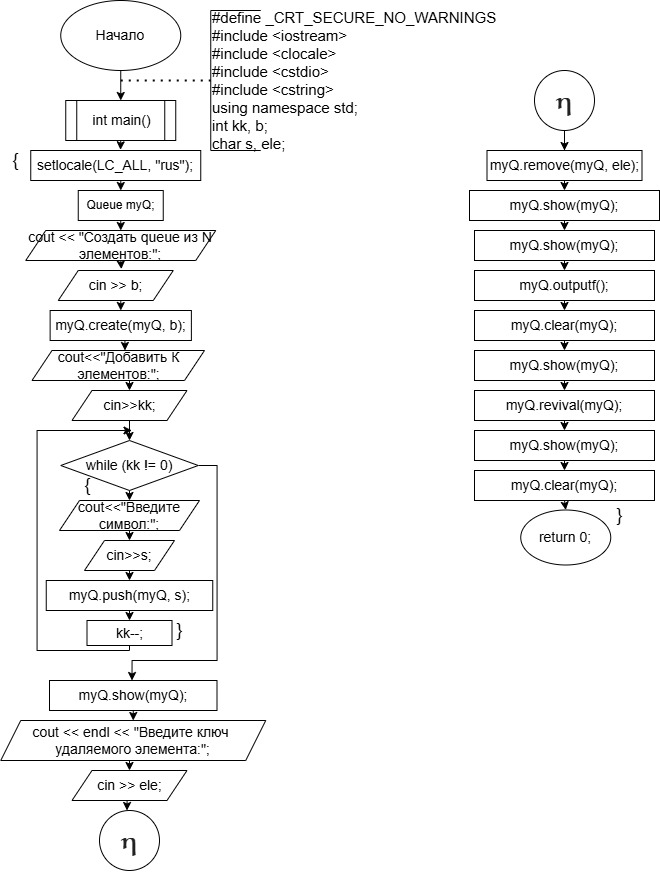 Начало
#define _CRT_SECURE_NO_WARNINGS
#include <iostream>
#include <clocale>
#include <cstdio>
#include <cstring>
using namespace std;
int kk, b;
char s, ele;
int main()
{
setlocale(LC_ALL, "rus");
Queue myQ;
cout << "Создать queue из N
элементов:";
cin >> b;
myQ.create(myQ, b);
cout<<"Добавить К
элементов:";
cin>>kk;
while (kk != 0)
{
cout<<"Введите
символ:";
cin>>s;
myQ.push(myQ, s);
kk--;
}
myQ.show(myQ);
cout << endl << "Введите ключ
удаляемого элемента:";
cin >> ele;
η
η
myQ.remove(myQ, ele);
myQ.show(myQ);
myQ.show(myQ);
myQ.outputf();
myQ.clear(myQ);
myQ.show(myQ);
myQ.revival(myQ);
myQ.show(myQ);
myQ.clear(myQ);
return 0;
}